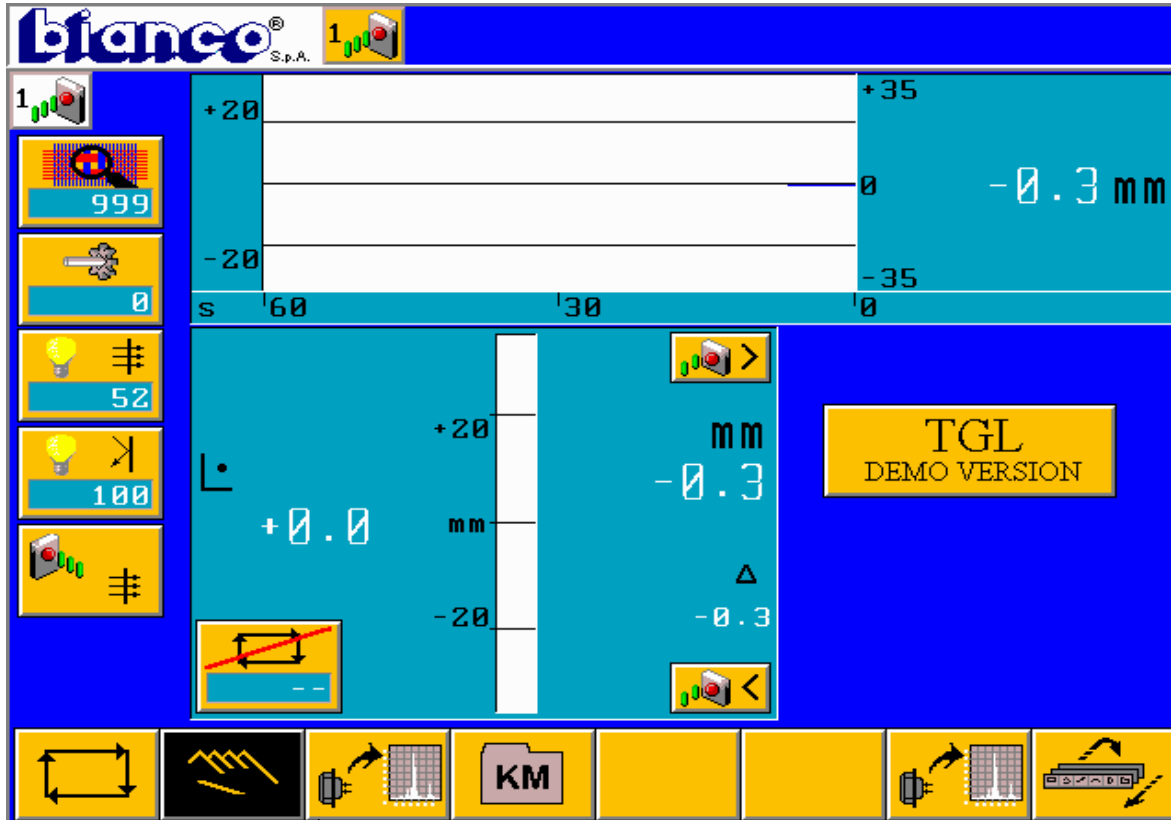 bianco®
S.p.A.
1
1
999
0
52
100
+20
-20
+35
0
-35
-0.3 mm
s 60 30 0
+20
mm
-20
+0.0
mm
-0.3
Δ
-0.3
>
<
--
TGL
DEMO VERSION
KM